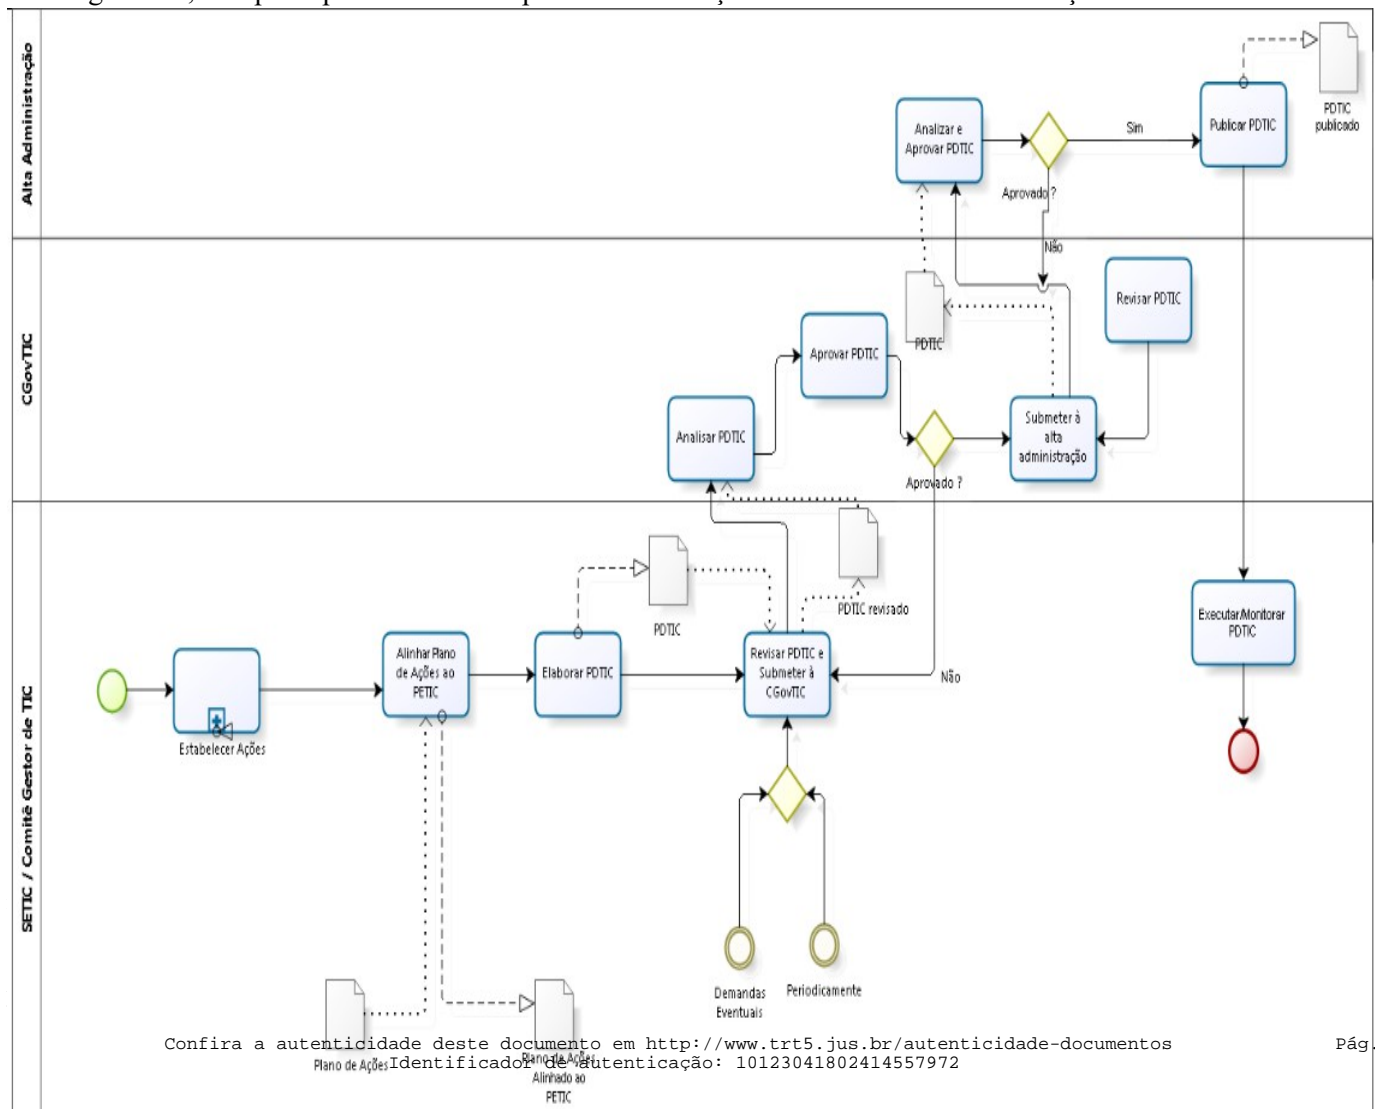 Alta Administração
PDTIC
publicado
Publicar PDTIC
Analizar e
Aprovar PDTIC
Sim
Aprovado ?
Não
CGovTIC
Revisar PDTIC
PDTIC
Aprovar PDTIC
Submeter à
alta
administração
Analisar PDTIC
Aprovado ?
SETIC / Comitê Gestor de TIC
PDTIC revisado
PDTIC
Executar/Monitorar
PDTIC
Alinhar Plano
de Ações ao
PETIC
Elaborar PDTIC
Revisar PDTIC e
Submeter à
CGovTIC
Não
Estabelecer Ações
Demandas
Eventuais
Periodicamente
Confira a autenticidade deste documento em http://www.trt5.jus.br/autenticidade-documentos
Pág.
Identificador de autenticação: 10123041802414557972
Plano de Ações
Plano de Ações
Alinhado ao
PETIC